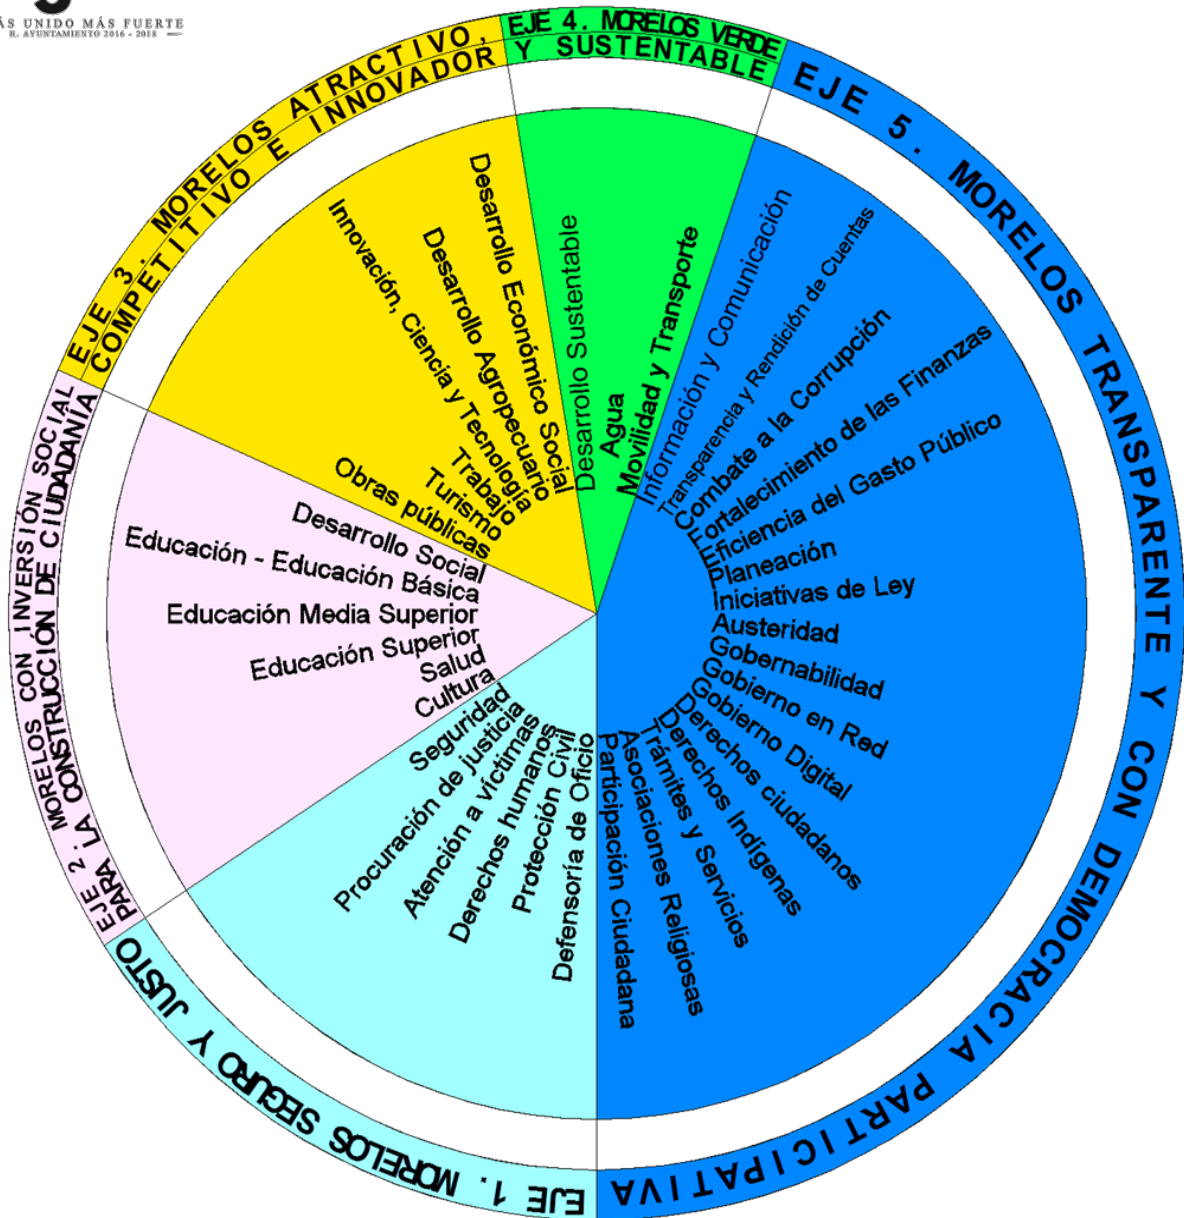 MÁS UNIDO MÁS FUERTE
H. AYUNTAMIENTO 2016 - 2018
EJE 1. MORELOS SEGURO Y JUSTO
Seguridad
Procuración de justicia
Atención a víctimas
Derechos humanos
Protección Civil
Defensoría de Oficio
EJE 2. MORELOS CON INVERSIÓN SOCIAL
PARA LA CONSTRUCCIÓN DE CIUDADANÍA
Desarrollo Social
Educación - Educación Básica
Educación Media Superior
Educación Superior
Salud
Cultura
EJE 3. MORELOS ATRACTIVO,
COMPETITIVO E INNOVADOR
Desarrollo Económico Social
Desarrollo Agropecuario
Innovación, Ciencia y Tecnología
Trabajo
Turismo
Obras públicas
EJE 4. MORELOS VERDE
Y SUSTENTABLE
Desarrollo Sustentable
Agua
Movilidad y Transporte
EJE 5. MORELOS TRANSPARENTE Y CON DEMOCRACIA PARTICIPATIVA
Información y Comunicación
Transparencia y Rendición de Cuentas
Combate a la Corrupción
Fortalecimiento de las Finanzas
Eficiencia del Gasto Público
Planeación
Iniciativas de Ley
Austeridad
Gobernabilidad
Gobierno en Red
Gobierno Digital
Derechos ciudadanos
Derechos Indígenas
Trámites y Servicios
Asociaciones Religiosas
Participación Ciudadana